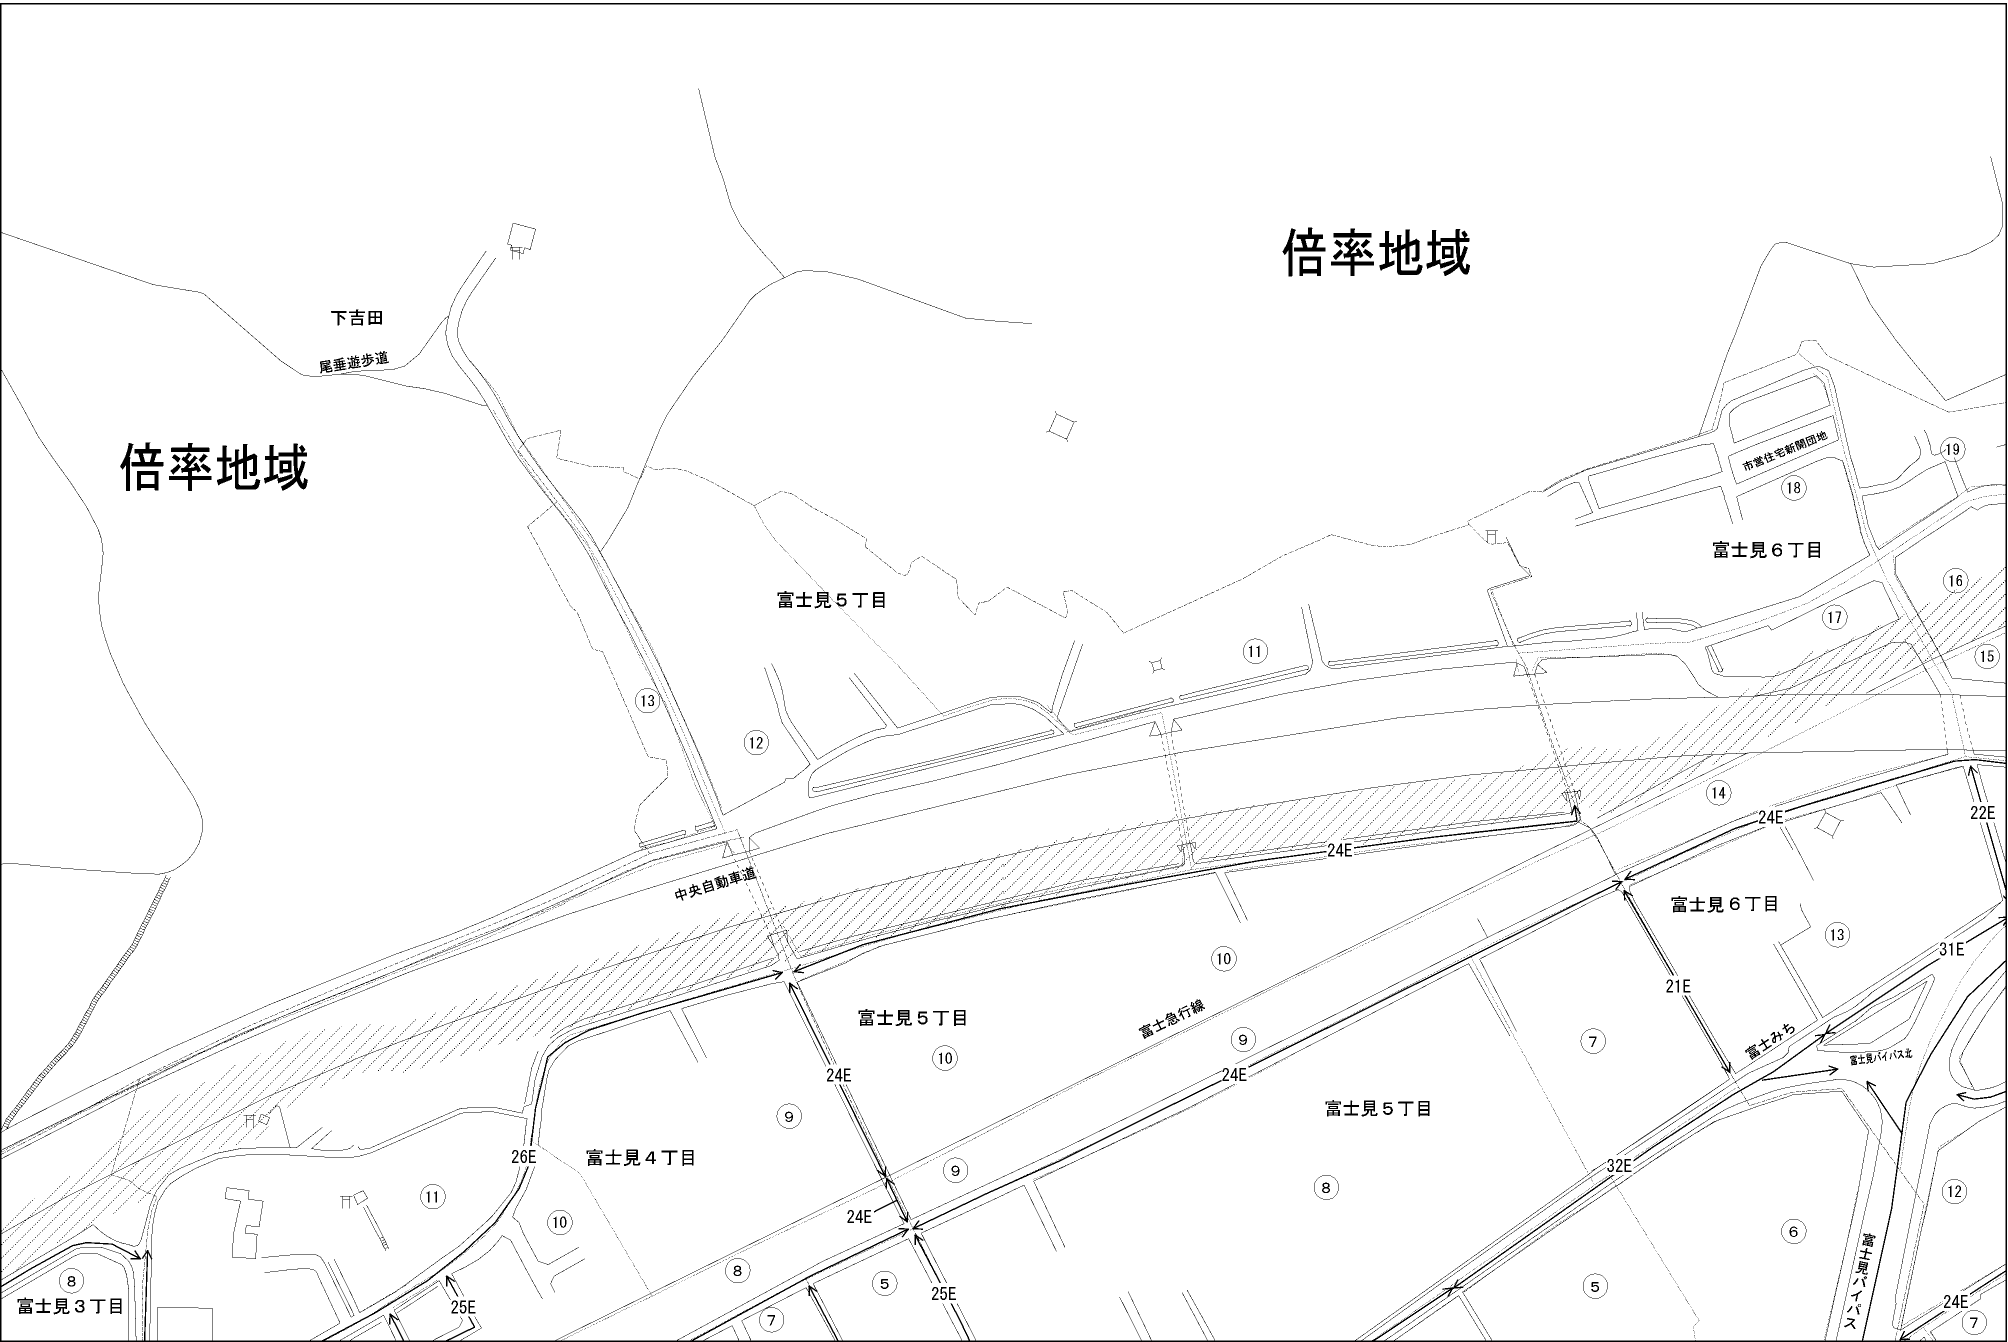 倍率地域
下吉田
尾垂遊歩道
倍率地域
市営住宅新開団地
19
18
富士見６丁目
16
富士見５丁目
17
11
15
13
12
14
24E
22E
24E
中央自動車道
富士見６丁目
13
31E
10
21E
富士見５丁目
富士急行線
富士みち
9
7
富士見バイパス北
10
24E
24E
9
富士見５丁目
26E
富士見４丁目
32E
9
8
11
12
10
24E
6
富士見バイパス
8
8
5
5
富士見３丁目
25E
25E
24E
7
7